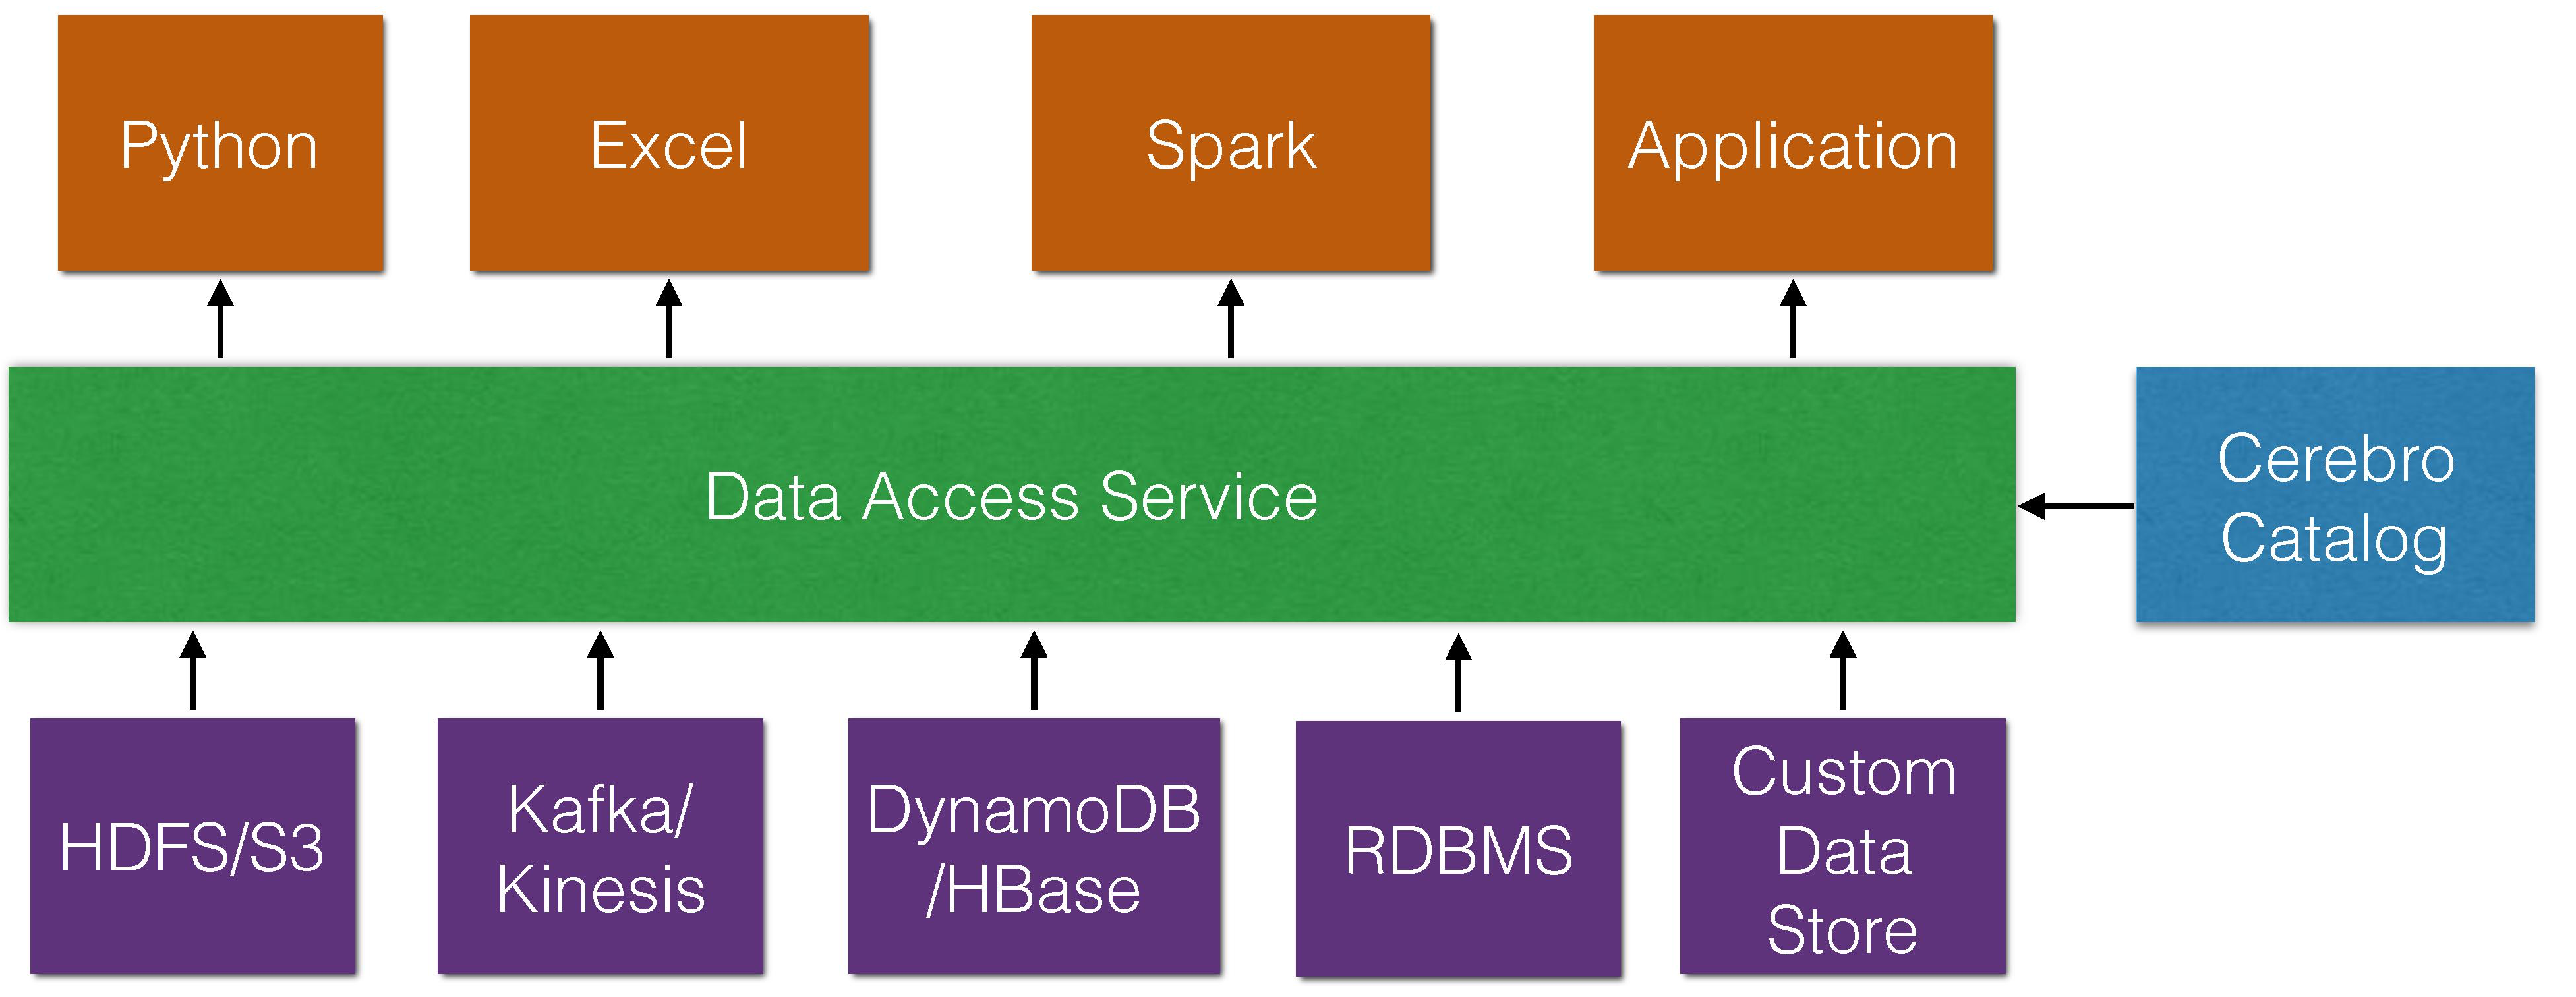 Python
Excel
Spark
Application
Data Access Service
Cerebro
Catalog
HDFS/S3
Kafka/
Kinesis
DynamoDB
/HBase
RDBMS
Custom
Data
Store